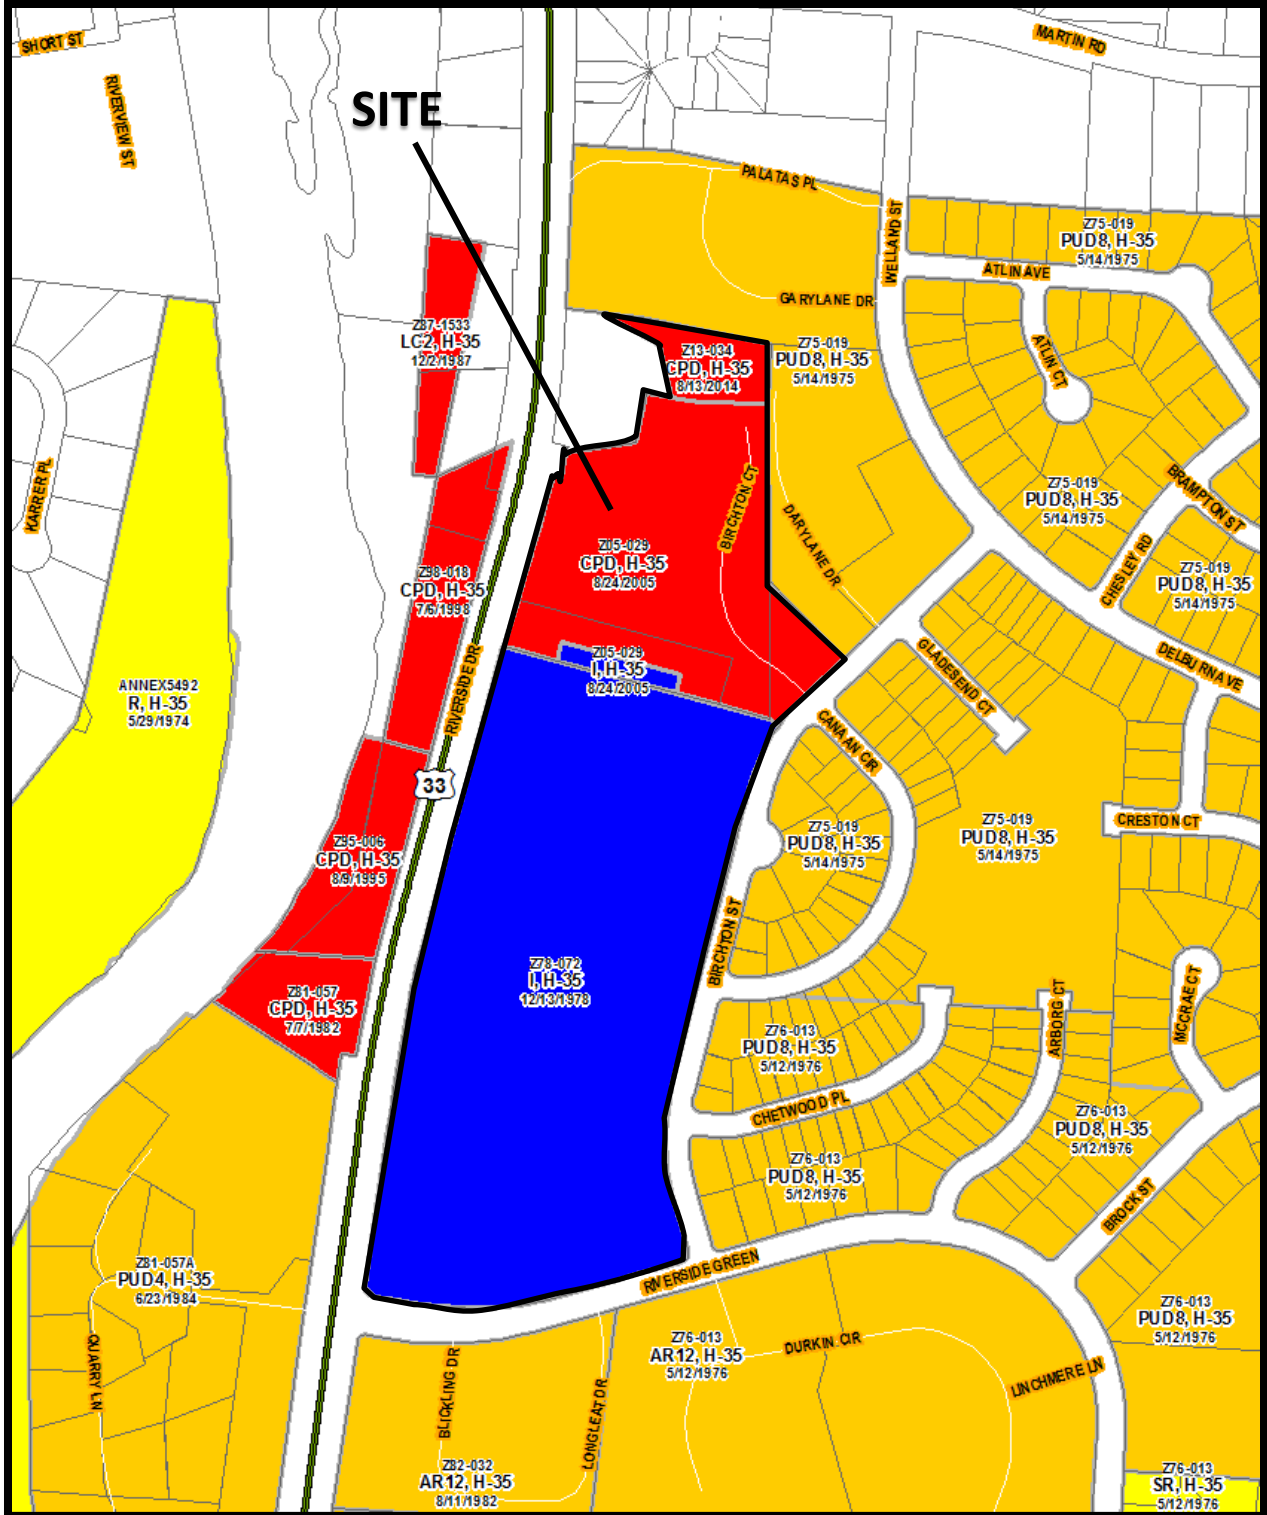 SHORT ST
RIVERVIEW ST
MARTIN RD
SITE
PALATAS PL
WELLAND ST
Z75-019
PUD8, H-35
5/14/1975
ATLIN AVE
GARYLANE DR
Z87-1533
LC2, H-35
12/2/1987
Z13-034
CPD, H-35
8/13/2014
Z75-019
PUD8, H-35
5/14/1975
ATLIN CT
KARRER PL
BIRCHTON CT
DARYLANE DR
Z75-019
PUD8, H-35
5/14/1975
BRAMPTON ST
CHESLEY RD
Z05-029
CPD, H-35
8/24/2005
Z98-018
CPD, H-35
7/6/1998
Z75-019
PUD8, H-35
5/14/1975
DELBURN AVE
GLADESEND CT
Z05-029
I, H-35
8/24/2005
RIVERSIDE DR
ANNEX5492
R, H-35
5/29/1974
CANAAN CIR
33
Z95-006
CPD, H-35
8/9/1995
Z75-019
PUD8, H-35
5/14/1975
Z75-019
PUD8, H-35
5/14/1975
CRESTON CT
BIRCHTON ST
Z78-072
I, H-35
12/13/1978
Z81-057
CPD, H-35
7/7/1982
Z76-013
PUD8, H-35
5/12/1976
ARBORG CT
MCCRAE CT
CHETWOOD PL
Z76-013
PUD8, H-35
5/12/1976
Z76-013
PUD8, H-35
5/12/1976
BROCK ST
RIVERSIDE GREEN
Z81-057A
PUD4, H-35
6/23/1984
QUARRY LN
Z76-013
PUD8, H-35
5/12/1976
Z76-013
AR12, H-35
5/12/1976
DURKIN CIR
LINCHMERE LN
BLICKLING DR
LONGLEAT DR
Z82-032
AR12, H-35
8/11/1982
Z76-013
SR, H-35
5/12/1976